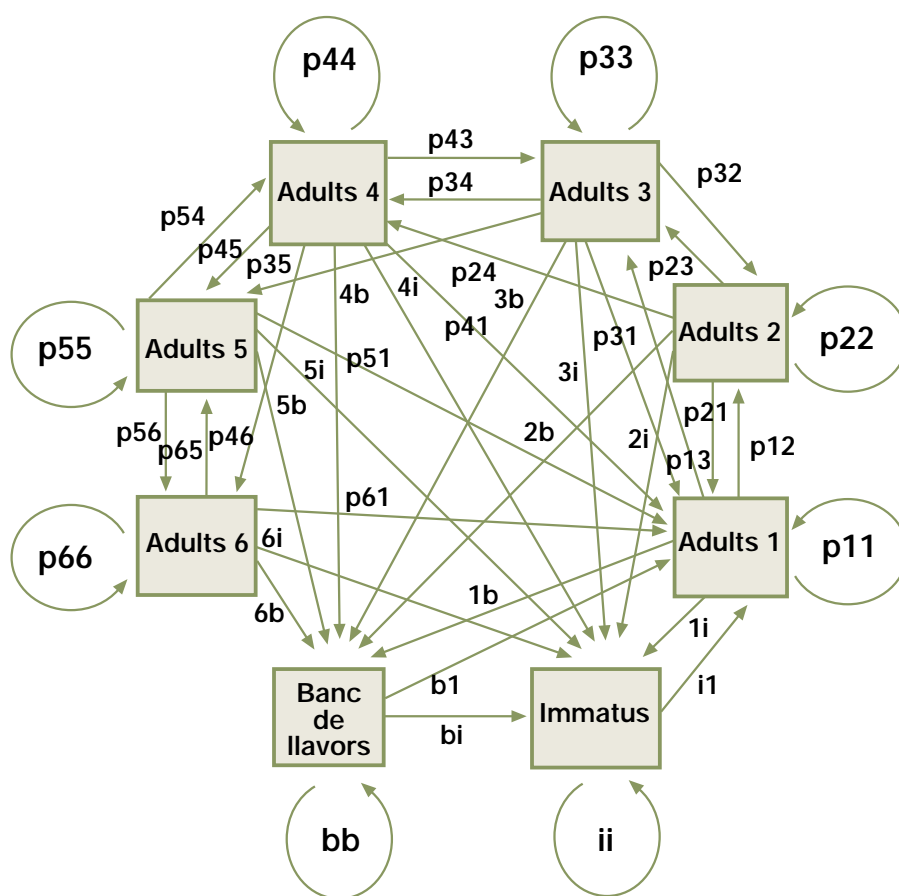 p44
p33
p43
Adults 4
p34
Adults 3
p32
p54
p45
p35
4b
4i
p24
3b
p23
p41
p31
Adults 2
p22
p55
Adults 5
5i
p51
3i
5b
p21
p56
p65
p46
2b
2i
p13
p12
p61
p66
Adults 6
6i
Adults 1
p11
6b
1b
1i
b1
i1
Banc
de
llavors
bi
Immatus
bb
ii